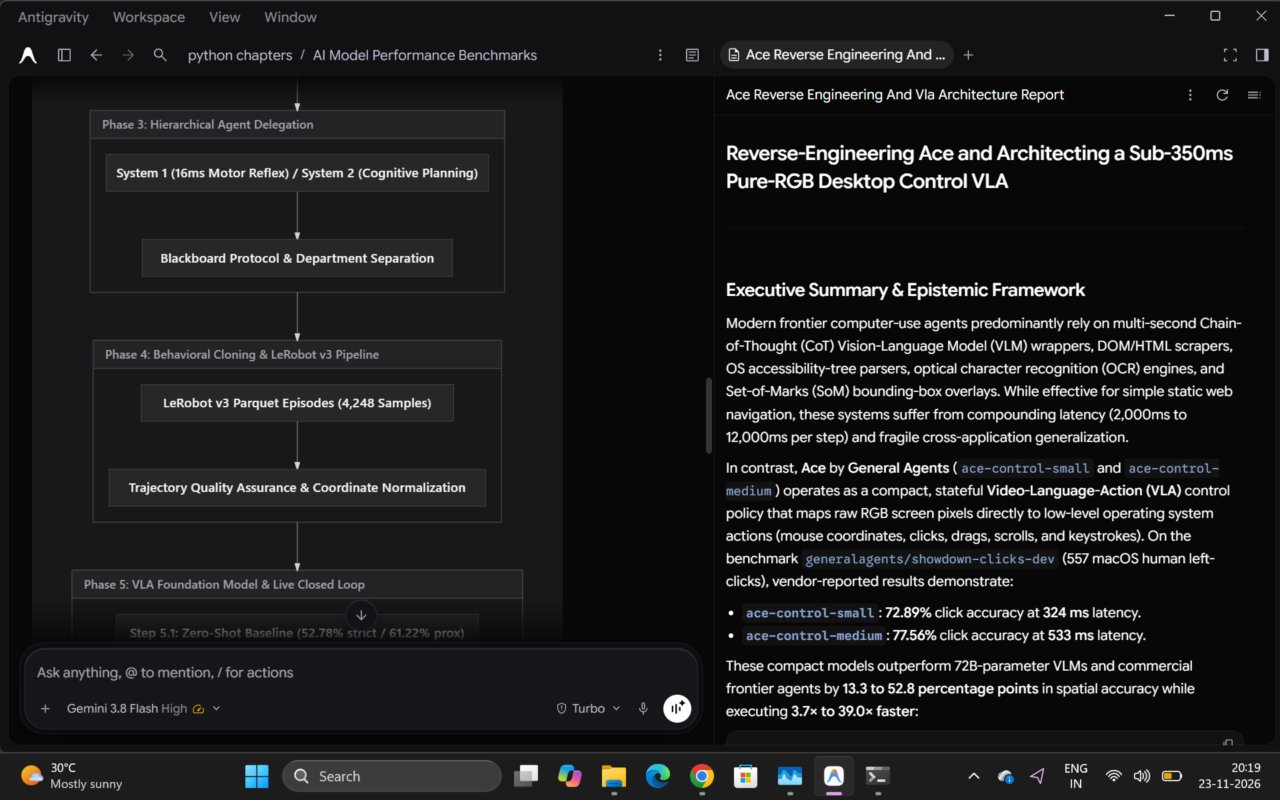 Antigravity Workspace View Window
python chapters / AI Model Performance Benchmarks
Phase 3: Hierarchical Agent Delegation
System 1 (16ms Motor Reflex) / System 2 (Cognitive Planning)
Blackboard Protocol & Department Separation
Phase 4: Behavioral Cloning & LeRobot v3 Pipeline
LeRobot v3 Parquet Episodes (4,248 Samples)
Trajectory Quality Assurance & Coordinate Normalization
Phase 5: VLA Foundation Model & Live Closed Loop
Step 5.1: Zero-Shot Baseline (52.78% strict / 61.22% prox)
Ask anything, @ to mention, / for actions
Gemini 3.8 Flash High
Turbo
Ace Reverse Engineering And ...
Ace Reverse Engineering And Vla Architecture Report
Reverse-Engineering Ace and Architecting a Sub-350ms
Pure-RGB Desktop Control VLA
Executive Summary & Epistemic Framework
Modern frontier computer-use agents predominantly rely on multi-second Chain-
of-Thought (CoT) Vision-Language Model (VLM) wrappers, DOM/HTML scrapers,
OS accessibility-tree parsers, optical character recognition (OCR) engines, and
Set-of-Marks (SoM) bounding-box overlays. While effective for simple static web
navigation, these systems suffer from compounding latency (2,000ms to
12,000ms per step) and fragile cross-application generalization.
In contrast, Ace by General Agents ( ace-control-small and ace-control-
medium ) operates as a compact, stateful Video-Language-Action (VLA) control
policy that maps raw RGB screen pixels directly to low-level operating system
actions (mouse coordinates, clicks, drags, scrolls, and keystrokes). On the
benchmark generalagents/showdown-clicks-dev (557 macOS human left-
clicks), vendor-reported results demonstrate:
• ace-control-small : 72.89% click accuracy at 324 ms latency.
• ace-control-medium : 77.56% click accuracy at 533 ms latency.
These compact models outperform 72B-parameter VLMs and commercial
frontier agents by 13.3 to 52.8 percentage points in spatial accuracy while
executing 3.7× to 39.0× faster:
30°C
Mostly sunny
Search
ENG
IN
20:19
23-11-2026